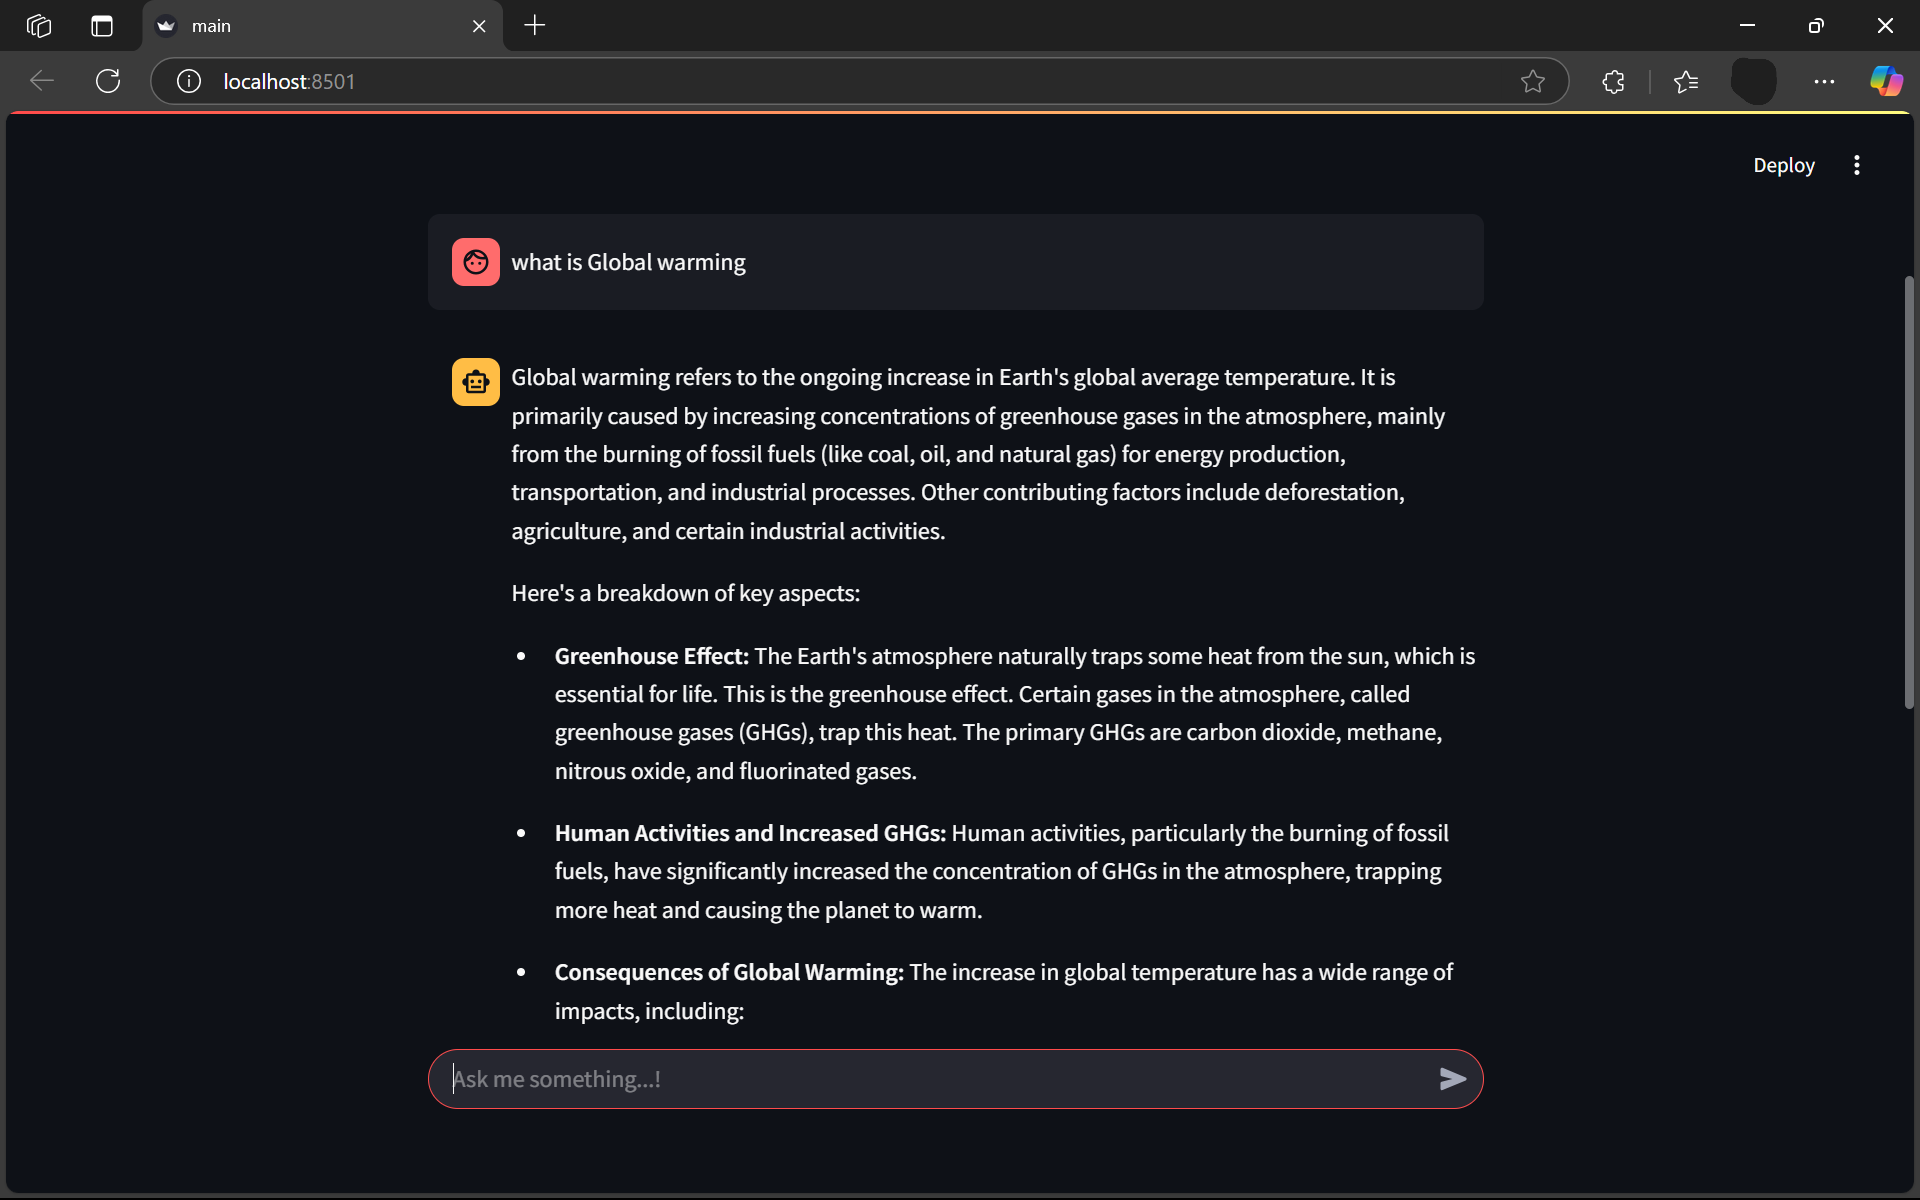 main
localhost:8501
Deploy
what is Global warming
Global warming refers to the ongoing increase in Earth's global average temperature. It is
primarily caused by increasing concentrations of greenhouse gases in the atmosphere, mainly
from the burning of fossil fuels (like coal, oil, and natural gas) for energy production,
transportation, and industrial processes. Other contributing factors include deforestation,
agriculture, and certain industrial activities.
Here's a breakdown of key aspects:
• Greenhouse Effect: The Earth's atmosphere naturally traps some heat from the sun, which is
essential for life. This is the greenhouse effect. Certain gases in the atmosphere, called
greenhouse gases (GHGs), trap this heat. The primary GHGs are carbon dioxide, methane,
nitrous oxide, and fluorinated gases.
• Human Activities and Increased GHGs: Human activities, particularly the burning of fossil
fuels, have significantly increased the concentration of GHGs in the atmosphere, trapping
more heat and causing the planet to warm.
• Consequences of Global Warming: The increase in global temperature has a wide range of
impacts, including:
Ask me something...!